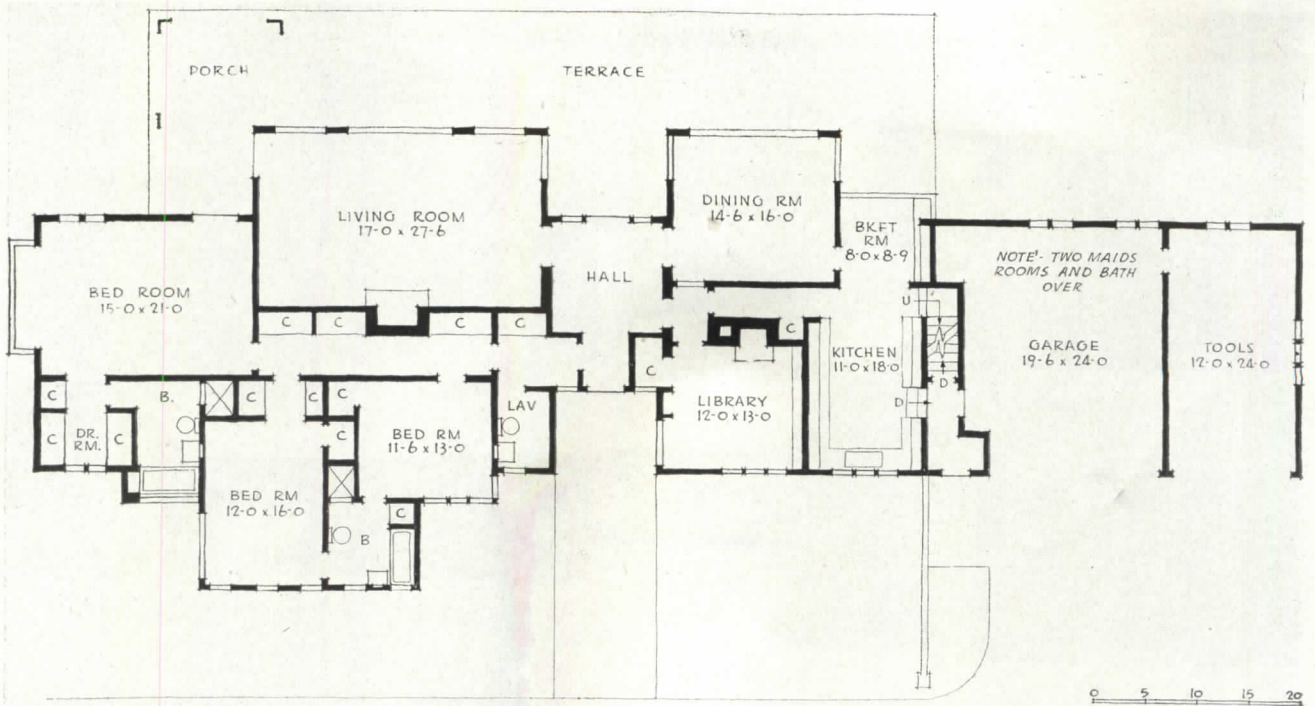 PORCH
TERRACE
LIVING ROOM
17-0 x 27-6
DINING RM
14-6 x 16-0
BKFT
RM
8-0 x 8-9
NOTE'- TWO MAIDS
ROOMS AND BATH
OVER
HALL
BED ROOM
15-0 x 21-0
U
C
C
C
C
C
KITCHEN
11-0 x 18-0
GARAGE
19-6 x 24-0
TOOLS
12-0 x 24-0
C
D
C
B.
C
C
C
LAV
LIBRARY
12-0 x 13-0
D
C
DR.
RM.
C
C
BED RM
11-6 x 13-0
BED RM
12-0 x 16-0
C
B
0 5 10 15 20